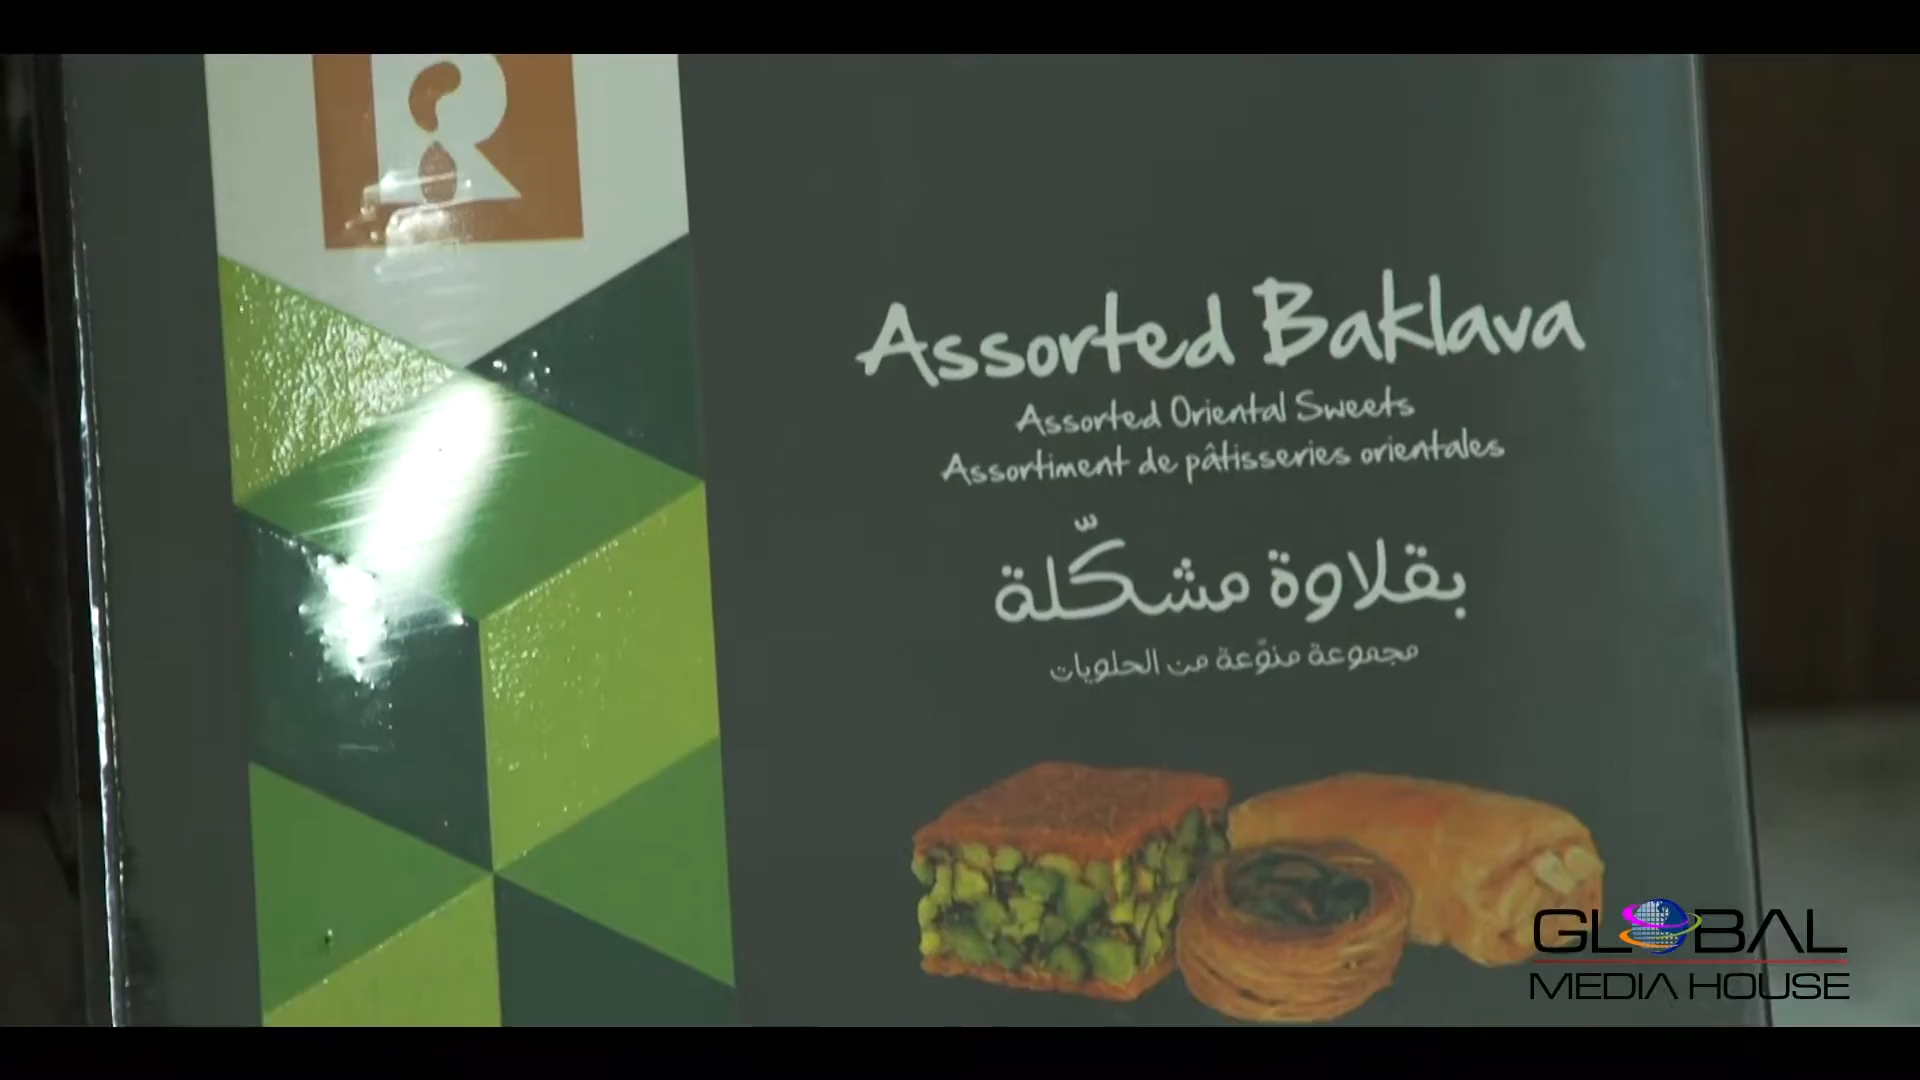 R
Assorted Baklava
Assorted Oriental Sweets
Assortiment de pâtisseries orientales
بقلاوة مشكّلة
مجموعة منوّعة من الحلويات
GLOBAL
MEDIA HOUSE